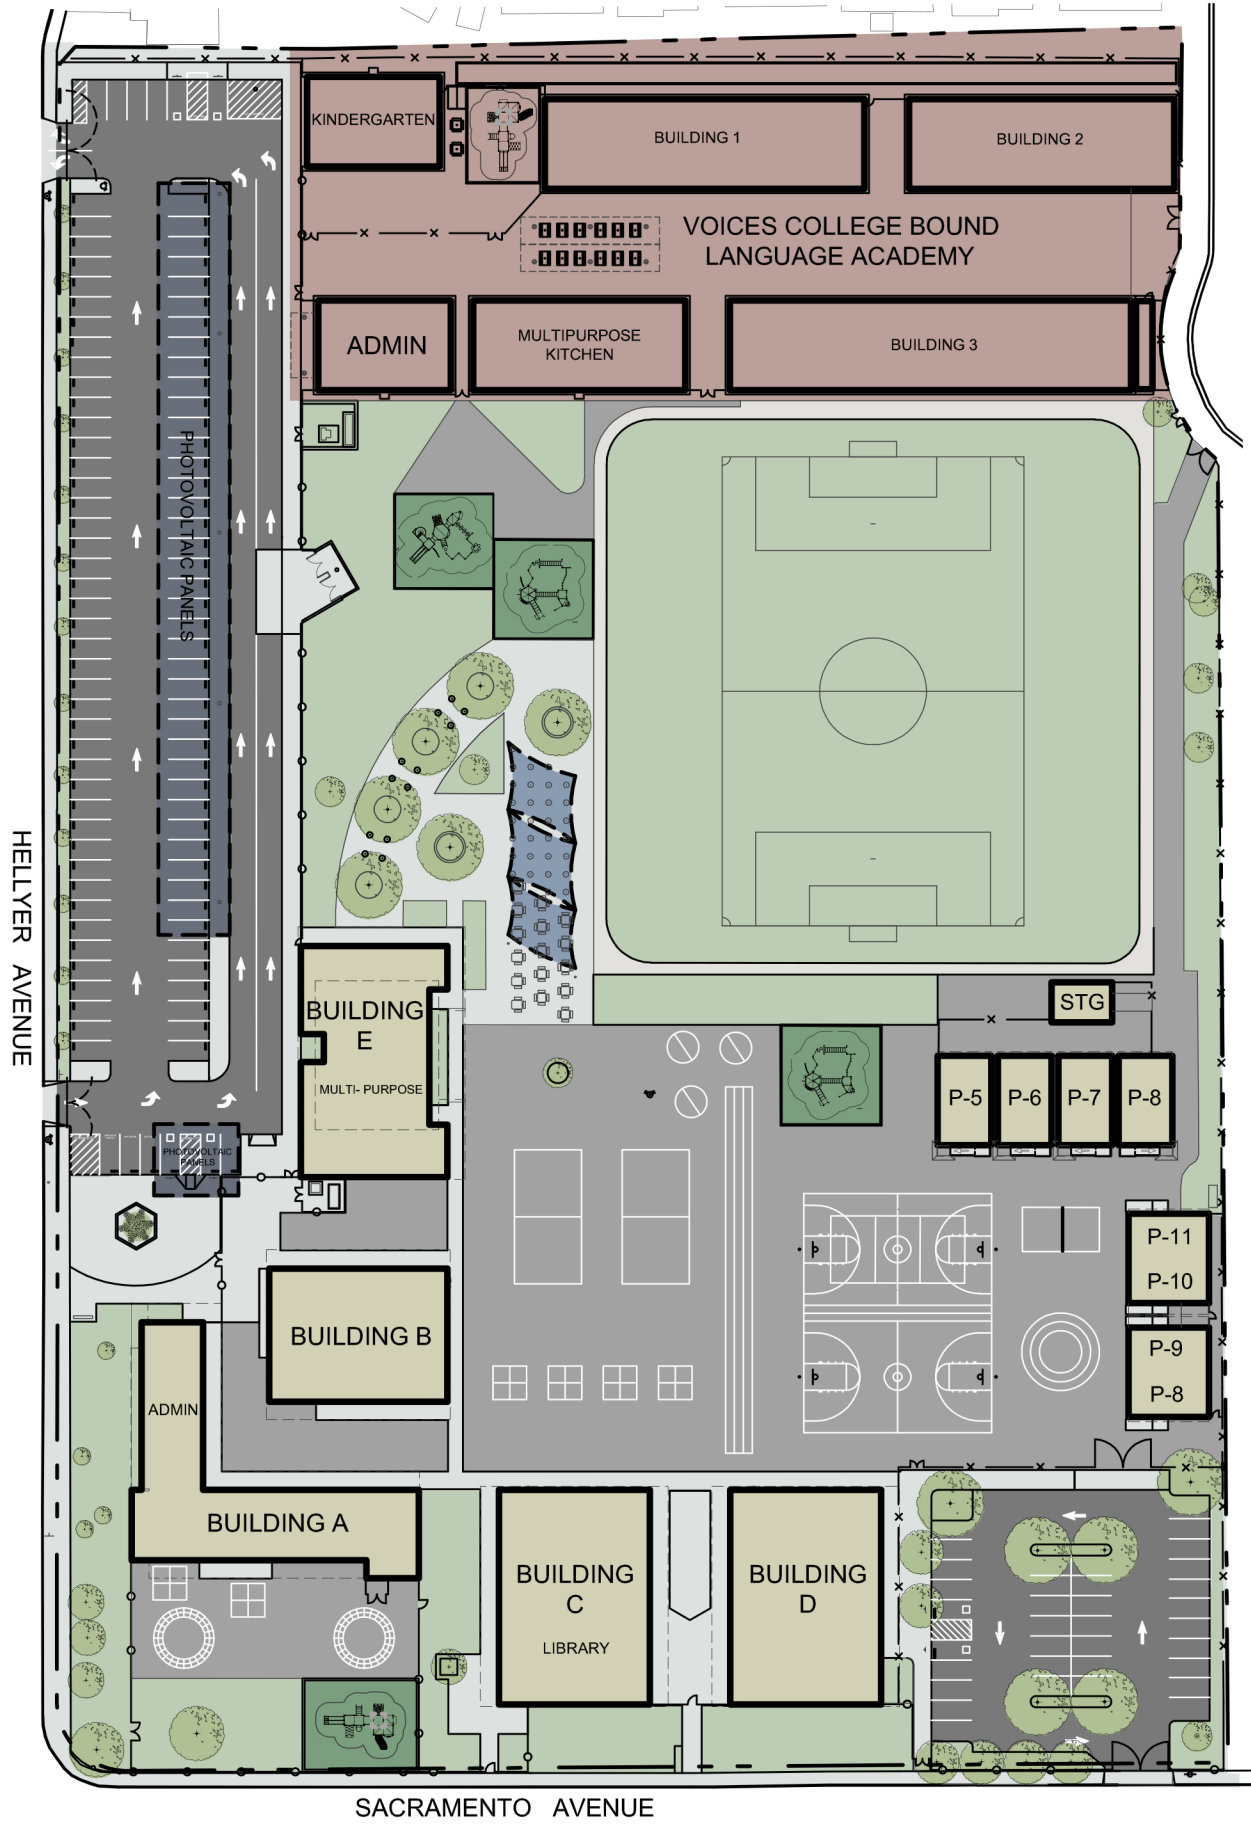 KINDERGARTEN
BUILDING 1
BUILDING 2
VOICES COLLEGE BOUND
LANGUAGE ACADEMY
ADMIN
MULTIPURPOSE
KITCHEN
BUILDING 3
PHOTOVOLTAIC PANELS
HELLYER AVENUE
BUILDING
E
MULTI- PURPOSE
STG
P-5
P-6
P-7
P-8
PHOTOVOLTAIC
PANELS
P-11
P-10
BUILDING B
P-9
P-8
ADMIN
BUILDING A
BUILDING
C
LIBRARY
BUILDING
D
SACRAMENTO AVENUE